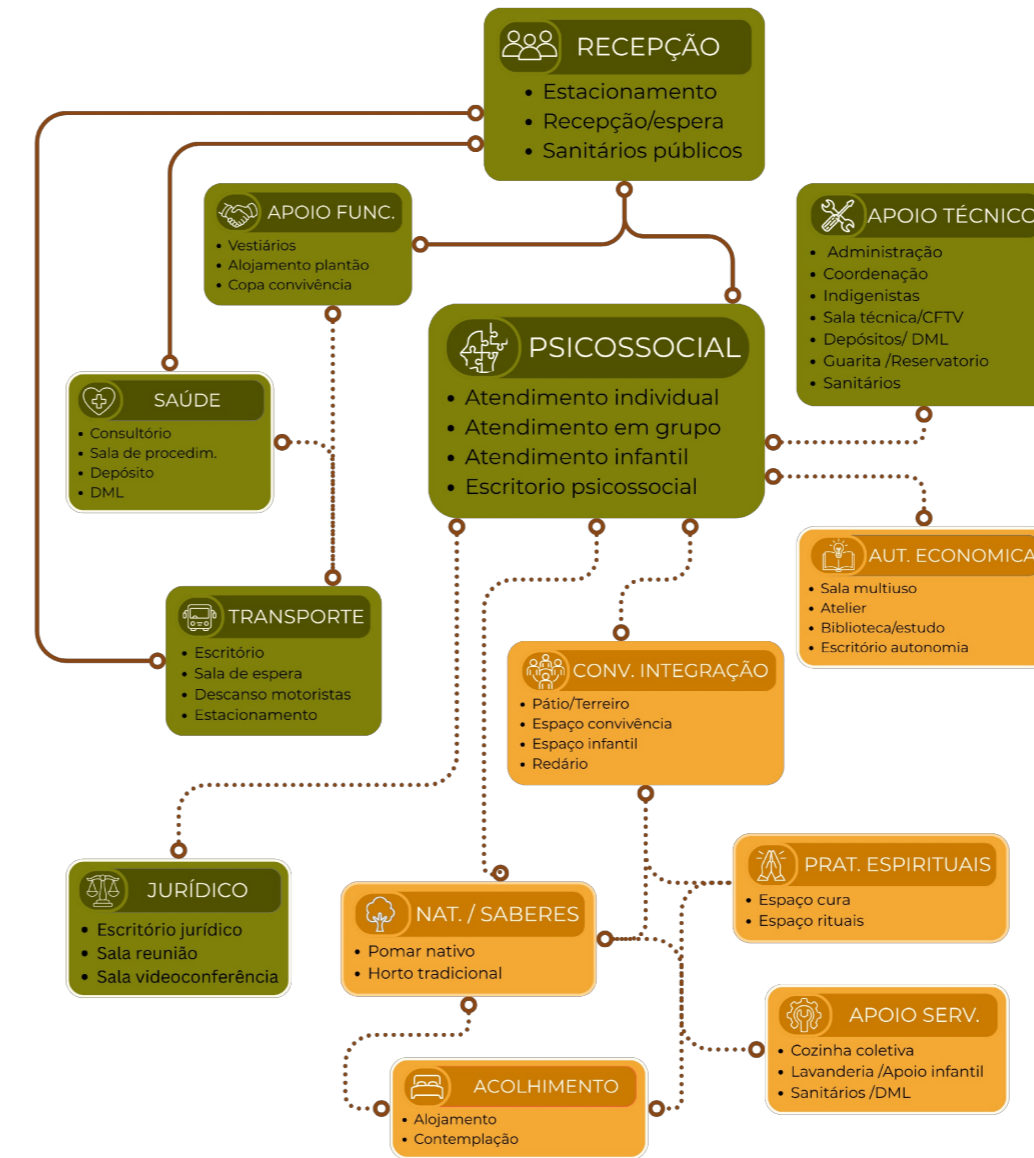 RECEPÇÃO
• Estacionamento
• Recepção/espera
• Sanitários públicos
APOIO FUNC.
• Vestiários
• Alojamento plantão
• Copa convivência
APOIO TÉCNICO
• Administração
• Coordenação
• Indigenistas
• Sala técnica/CFTV
• Depósitos/ DML
• Guarita /Reservatorio
• Sanitários
PSICOSSOCIAL
• Atendimento individual
• Atendimento em grupo
• Atendimento infantil
• Escritorio psicossocial
SAÚDE
• Consultório
• Sala de procedim.
• Depósito
• DML
AUT. ECONOMICA
• Sala multiuso
• Atelier
• Biblioteca/estudo
• Escritório autonomia
TRANSPORTE
• Escritório
• Sala de espera
• Descanso motoristas
• Estacionamento
CONV. INTEGRAÇÃO
• Pátio/Terreiro
• Espaço convivência
• Espaço infantil
• Redário
JURÍDICO
• Escritório jurídico
• Sala reunião
• Sala videoconferência
NAT. / SABERES
• Pomar nativo
• Horto tradicional
PRAT. ESPIRITUAIS
• Espaço cura
• Espaço rituais
APOIO SERV.
• Cozinha coletiva
• Lavanderia /Apoio infantil
• Sanitários /DML
ACOLHIMENTO
• Alojamento
• Contemplação